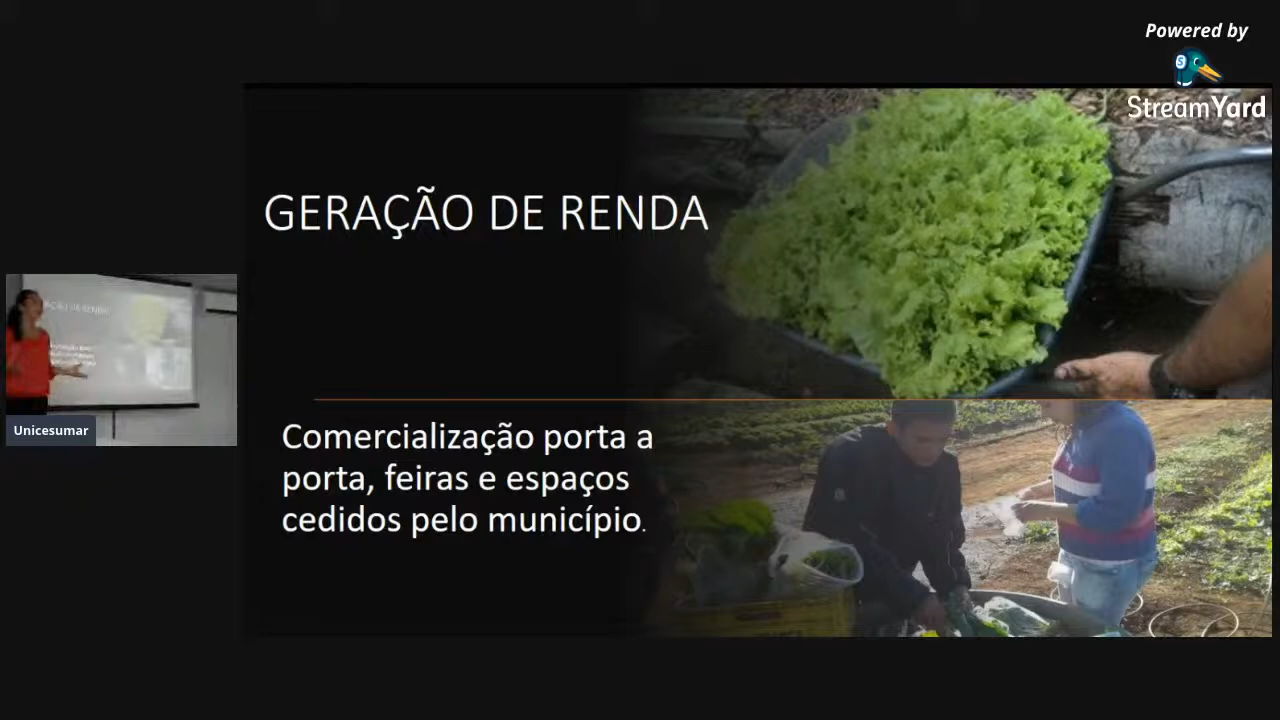 Powered by
StreamYard
GERAÇÃO DE RENDA
Comercialização porta a
porta, feiras e espaços
cedidos pelo município.
Unicesumar